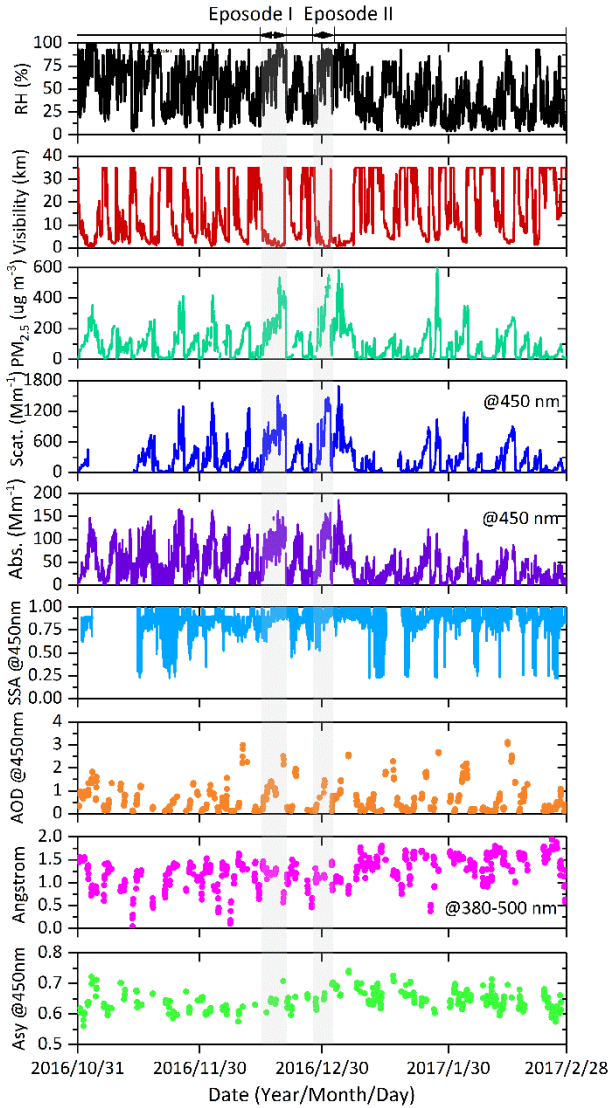 Eposode I Eposode II
RH (%)
100
75
50
25
0
Visibility (km)
40
30
20
10
0
PM2.5 (ug m-3)
600
400
200
0
Scat. (Mm-1)
1800
1200
600
0
@450 nm
Abs. (Mm-1)
200
150
100
50
0
@450 nm
SSA @450nm
1.00
0.75
0.50
0.25
0.00
AOD @450nm
4
3
2
1
0
Angstrom
2.0
1.5
1.0
0.5
0.0
@380-500 nm
Asy @450nm
0.8
0.7
0.6
0.5
2016/10/31 2016/11/30 2016/12/30 2017/1/30 2017/2/28
Date (Year/Month/Day)